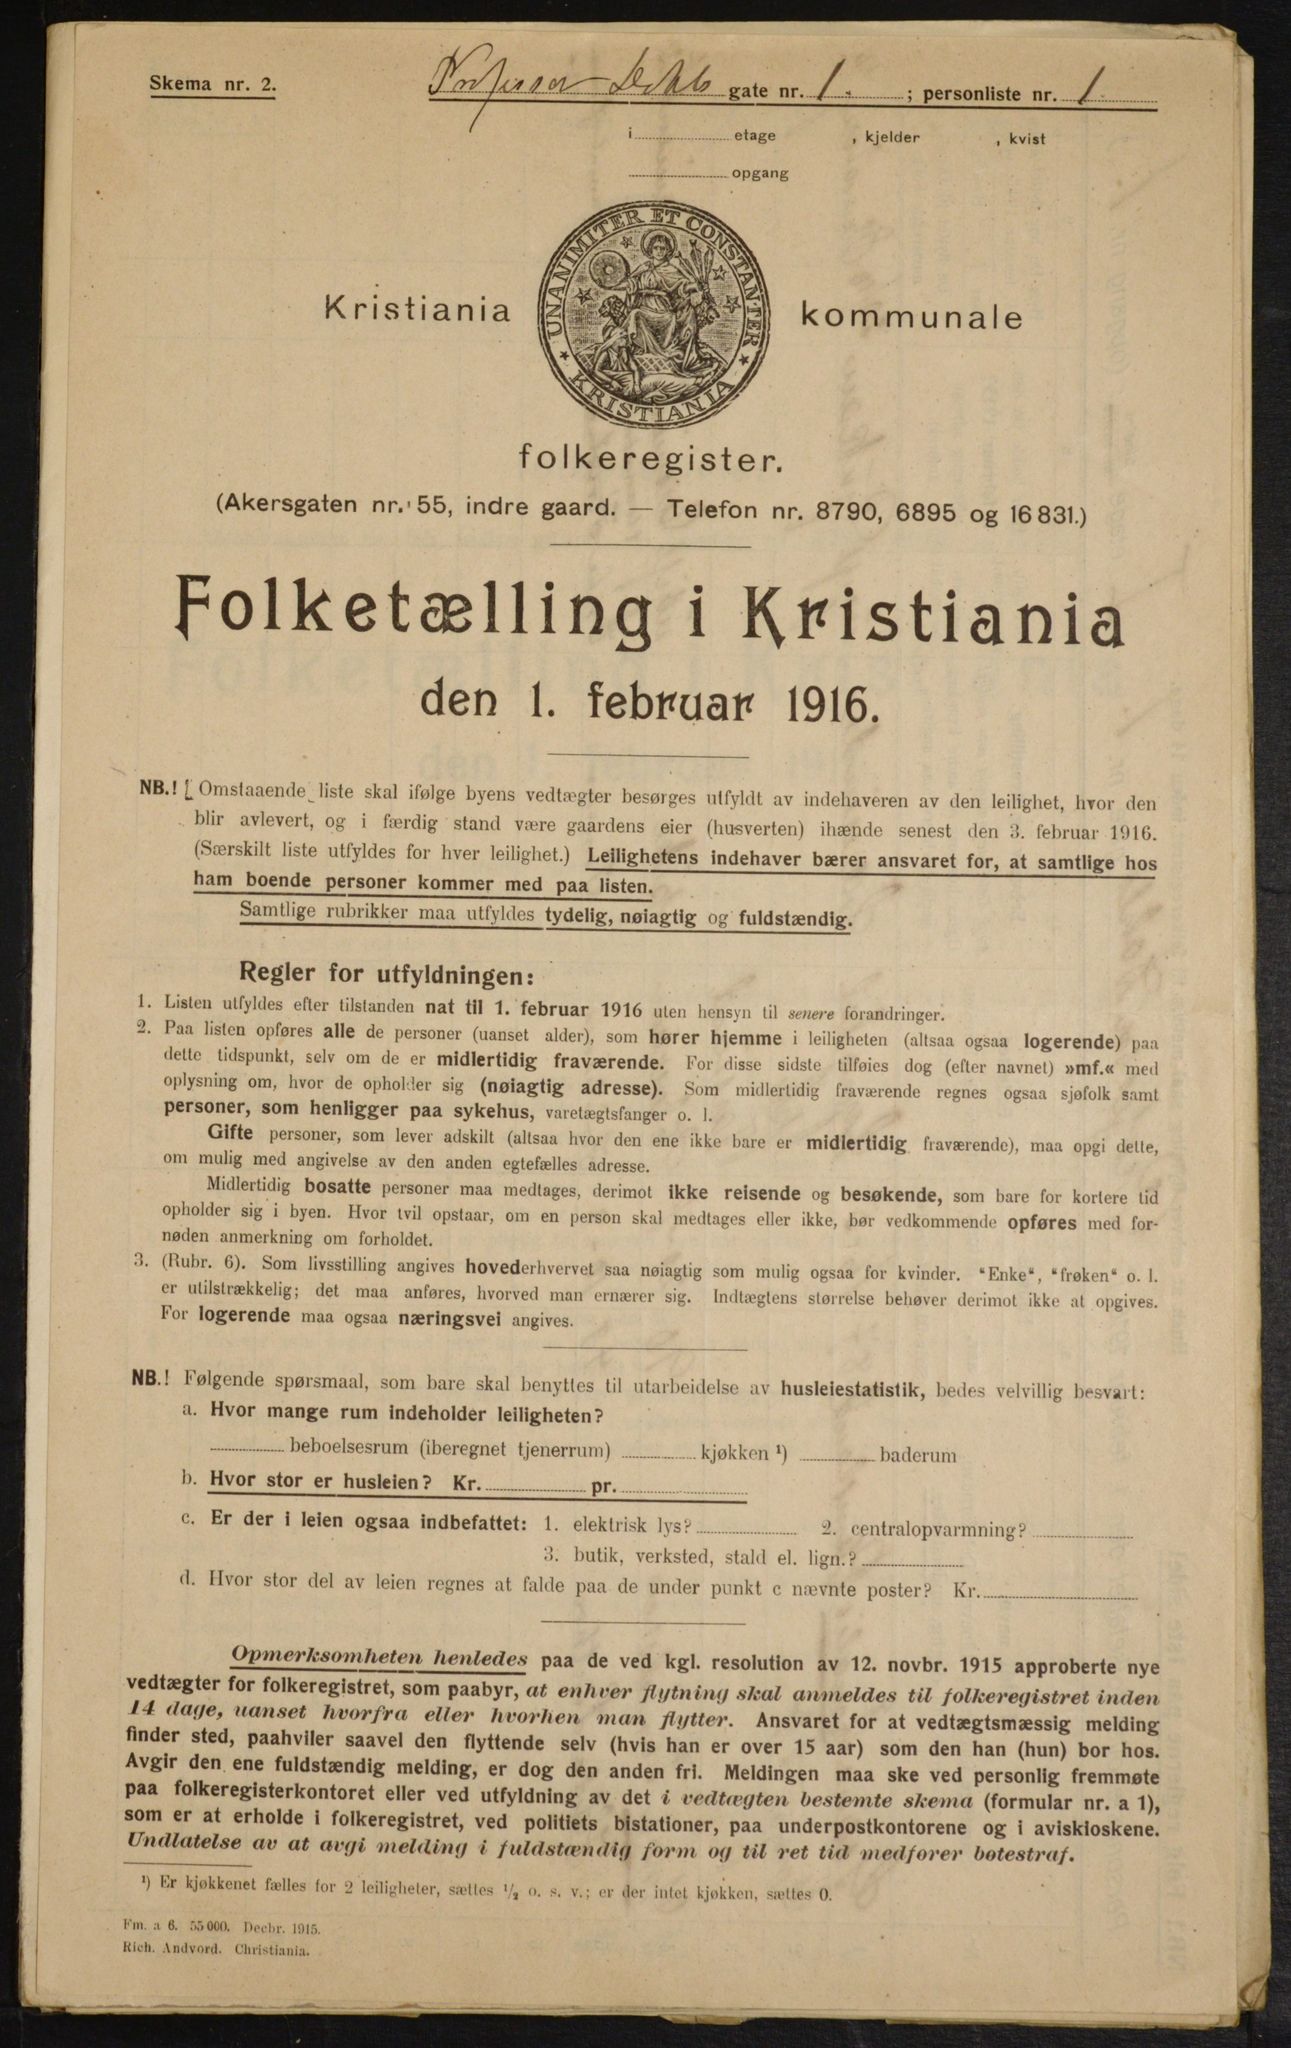 Skema nr. 2.
Professor Dahls gate nr. 1. ; personliste nr. 1
i etage , kjelder , kvist
opgang
UNANIMITER ET CONSTANTER
KRISTIANIA
Kristiania kommunale
folkeregister.
(Akersgaten nr. 55, indre gaard. — Telefon nr. 8790, 6895 og 16 831.)
Folketælling i Kristiania
den 1. februar 1916.
NB.! Omstaaende liste skal ifølge byens vedtægter besørges utfyldt av indehaveren av den leilighet, hvor den
blir avlevert, og i færdig stand være gaardens eier (husverten) ihænde senest den 3. februar 1916.
(Særskilt liste utfyldes for hver leilighet.) Leilighetens indehaver bærer ansvaret for, at samtlige hos
ham boende personer kommer med paa listen.
Samtlige rubrikker maa utfyldes tydelig, nøiagtig og fuldstændig.
Regler for utfyldningen:
1. Listen utfyldes efter tilstanden nat til 1. februar 1916 uten hensyn til senere forandringer.
2. Paa listen opføres alle de personer (uanset alder), som hører hjemme i leiligheten (altsaa ogsaa logerende) paa
dette tidspunkt, selv om de er midlertidig fraværende. For disse sidste tilføies dog (efter navnet) »mf.« med
oplysning om, hvor de opholder sig (nøiagtig adresse). Som midlertidig fraværende regnes ogsaa sjøfolk samt
personer, som henligger paa sykehus, varetægtsfanger o. l.
Gifte personer, som lever adskilt (altsaa hvor den ene ikke bare er midlertidig fraværende), maa opgi dette,
om mulig med angivelse av den anden egtefælles adresse.
Midlertidig bosatte personer maa medtages, derimot ikke reisende og besøkende, som bare for kortere tid
opholder sig i byen. Hvor tvil opstaar, om en person skal medtages eller ikke, bør vedkommende opføres med for-
nøden anmerkning om forholdet.
3. (Rubr. 6). Som livsstilling angives hovederhvervet saa nøiagtig som mulig ogsaa for kvinder. "Enke", "frøken" o. l.
er utilstrækkelig; det maa anføres, hvorved man ernærer sig. Indtægtens størrelse behøver derimot ikke at opgives.
For logerende maa ogsaa næringsvei angives.
NB.! Følgende spørsmaal, som bare skal benyttes til utarbeidelse av husleiestatistik, bedes velvillig besvart:
a. Hvor mange rum indeholder leiligheten?
beboelsesrum (iberegnet tjenerrum) kjøkken ¹) baderum
b. Hvor stor er husleien? Kr. pr.
c. Er der i leien ogsaa indbefattet: 1. elektrisk lys? 2. centralopvarmning?
3. butik, verksted, stald el. lign.?
d. Hvor stor del av leien regnes at falde paa de under punkt c nævnte poster? Kr.
Opmerksomheten henledes paa de ved kgl. resolution av 12. novbr. 1915 approberte nye
vedtægter for folkeregistret, som paabyr, at enhver flytning skal anmeldes til folkeregistret inden
14 dage, uanset hvorfra eller hvorhen man flytter. Ansvaret for at vedtægtsmæssig melding
finder sted, paahviler saavel den flyttende selv (hvis han er over 15 aar) som den han (hun) bor hos.
Avgir den ene fuldstændig melding, er dog den anden fri. Meldingen maa ske ved personlig fremmøte
paa folkeregisterkontoret eller ved utfyldning av det i vedtægten bestemte skema (formular nr. a 1),
som er at erholde i folkeregistret, ved politiets bistationer, paa underpostkontorene og i aviskioskene.
Undlatelse av at avgi melding i fuldstændig form og til ret tid medfører bøtestraf.
¹) Er kjøkkenet fælles for 2 leiligheter, sættes ½ o. s. v.; er der intet kjøkken, sættes 0.
Fm. a 6. 55 000. Decbr. 1915.
Rich. Andvord. Christiania.